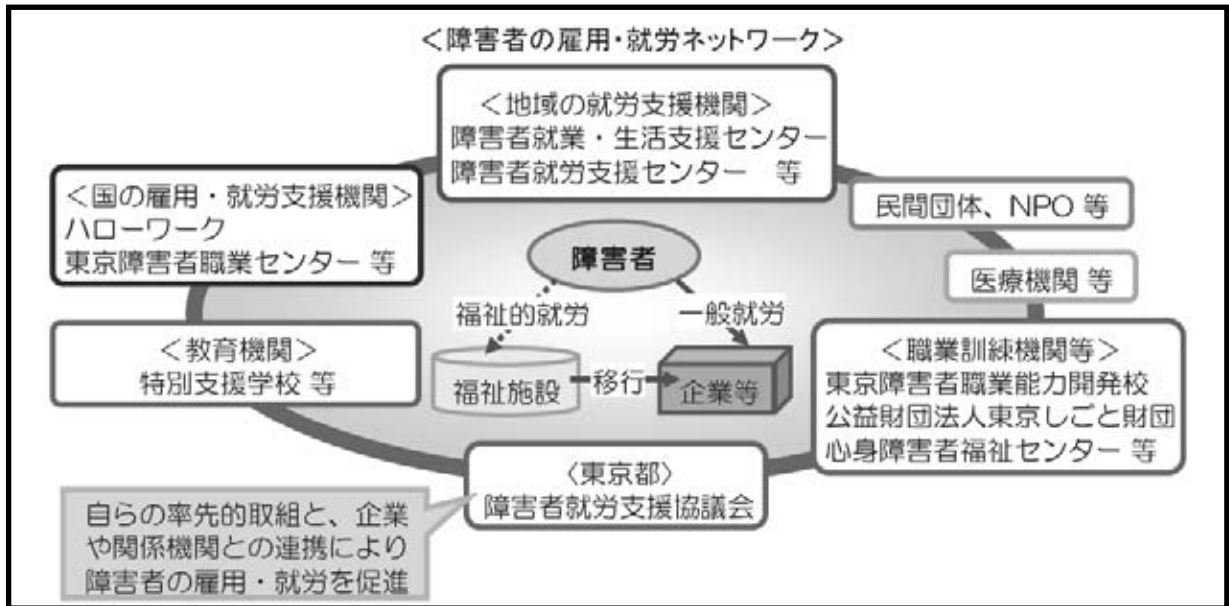 ＜障害者の雇用・就労ネットワーク＞
＜地域の就労支援機関＞
障害者就業・生活支援センター
障害者就労支援センター　等
＜国の雇用・就労支援機関＞
ハローワーク
東京障害者職業センター 等
民間団体、NPO 等
医療機関 等
障害者
福祉的就労
一般就労
福祉施設
移行
企業等
＜教育機関＞
特別支援学校 等
＜職業訓練機関等＞
東京障害者職業能力開発校
公益財団法人東京しごと財団
心身障害者福祉センター 等
〈東京都〉
障害者就労支援協議会
自らの率先的取組と、企業
や関係機関との連携により
障害者の雇用・就労を促進